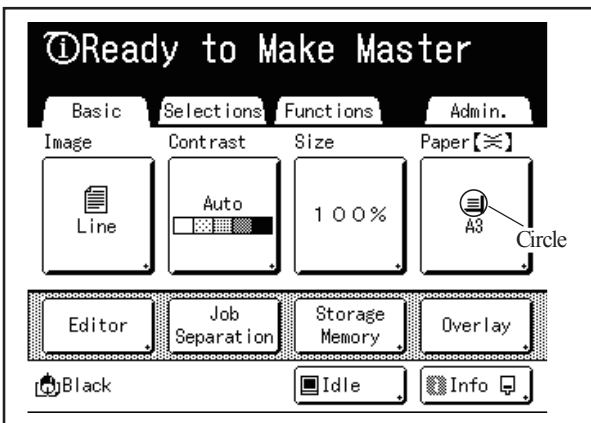 ⓘReady to Make Master
Basic Selections Functions Admin.
Image Contrast Size Paper【※】
Line Auto 100% A3
Circle
Editor Job Separation Storage Memory Overlay
Black Idle Info